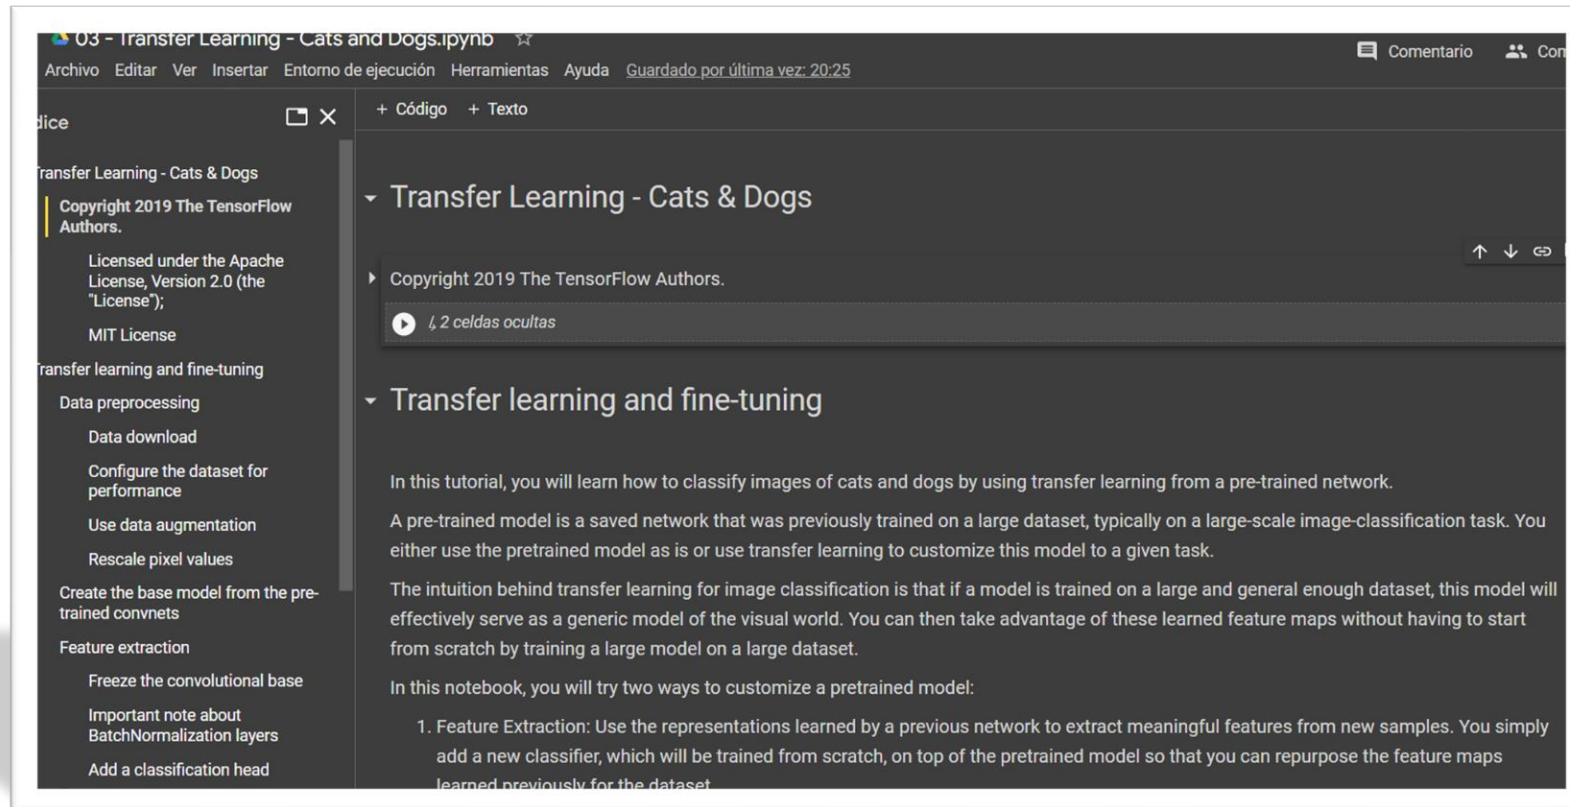 03 - Transfer Learning - Cats and Dogs.ipynb
Archivo Editar Ver Insertar Entorno de ejecución Herramientas Ayuda Guardado por última vez: 20:25
Comentario
+ Código + Texto
Transfer Learning - Cats & Dogs
Copyright 2019 The TensorFlow
Authors.
Licensed under the Apache
License, Version 2.0 (the
"License");
MIT License
Transfer learning and fine-tuning
Data preprocessing
Data download
Configure the dataset for
performance
Use data augmentation
Rescale pixel values
Create the base model from the pre-
trained convnets
Feature extraction
Freeze the convolutional base
Important note about
BatchNormalization layers
Add a classification head
Transfer Learning - Cats & Dogs
Copyright 2019 The TensorFlow Authors.
2 celdas ocultas
Transfer learning and fine-tuning
In this tutorial, you will learn how to classify images of cats and dogs by using transfer learning from a pre-trained network.
A pre-trained model is a saved network that was previously trained on a large dataset, typically on a large-scale image-classification task. You
either use the pretrained model as is or use transfer learning to customize this model to a given task.
The intuition behind transfer learning for image classification is that if a model is trained on a large and general enough dataset, this model will
effectively serve as a generic model of the visual world. You can then take advantage of these learned feature maps without having to start
from scratch by training a large model on a large dataset.
In this notebook, you will try two ways to customize a pretrained model:
1. Feature Extraction: Use the representations learned by a previous network to extract meaningful features from new samples. You simply
add a new classifier, which will be trained from scratch, on top of the pretrained model so that you can repurpose the feature maps
learned previously for the dataset